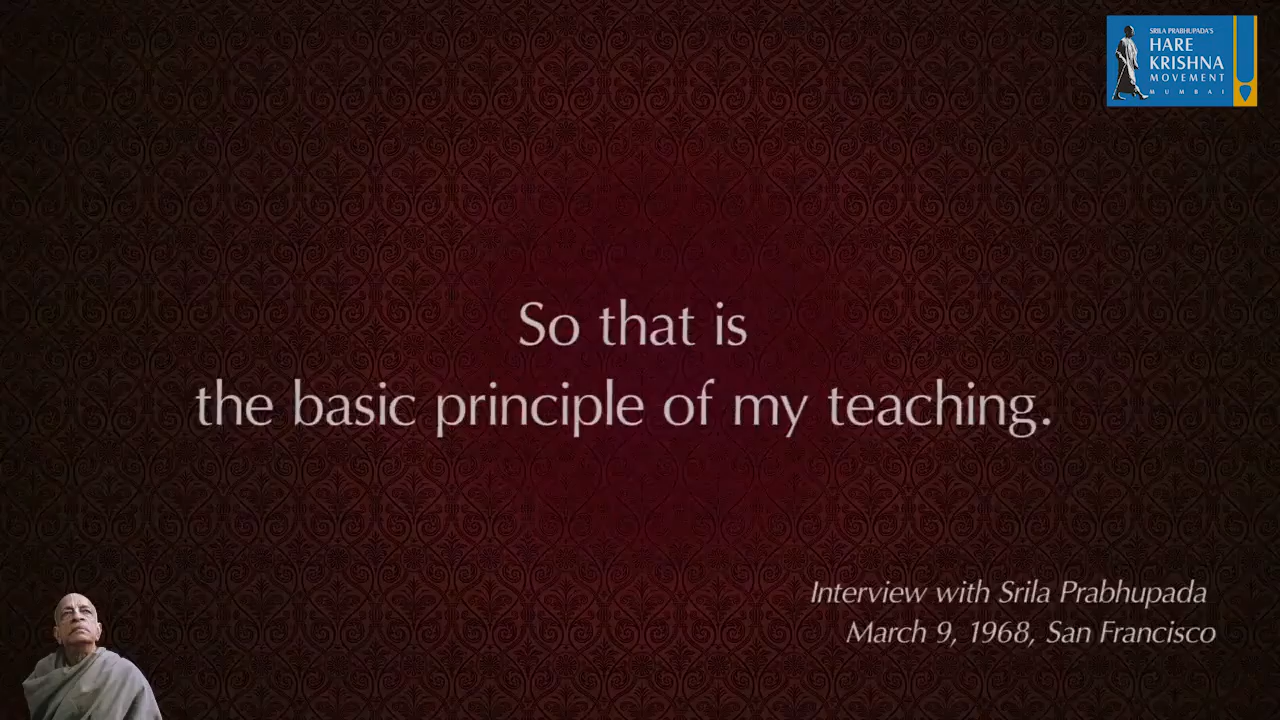 SRILA PRABHUPADA'S
HARE
KRISHNA
MOVEMENT
MUMBAI
So that is
the basic principle of my teaching.
Interview with Srila Prabhupada
March 9, 1968, San Francisco